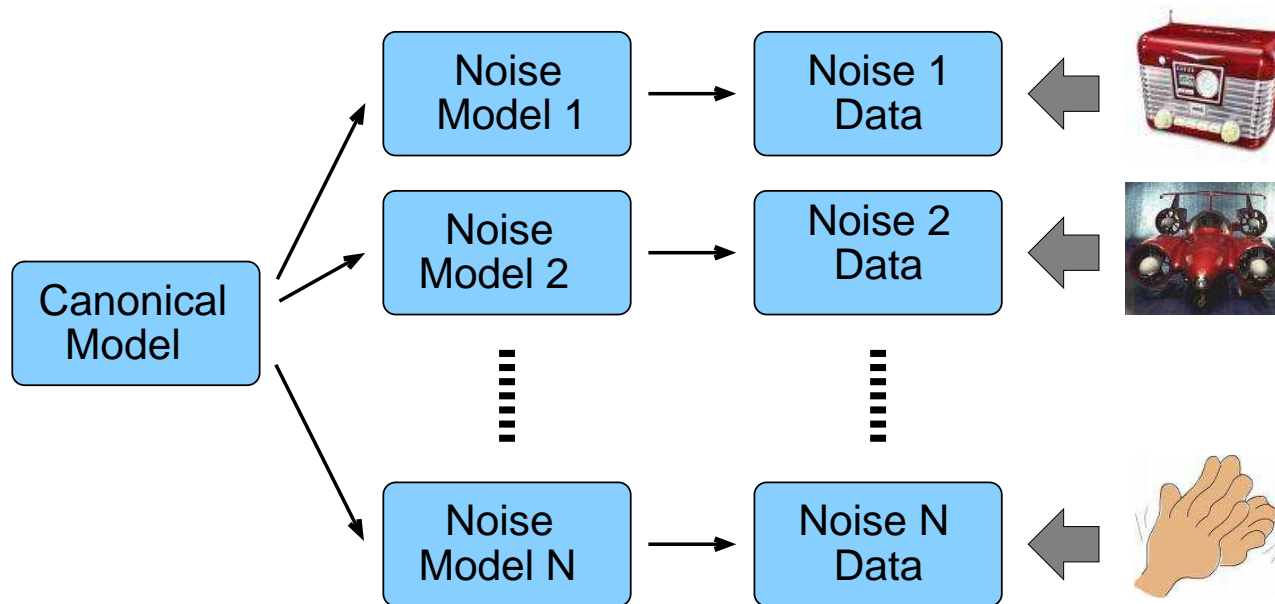 Noise
Model 1
Noise 1
Data
Noise
Model 2
Noise 2
Data
Canonical
Model
Noise
Model N
Noise N
Data